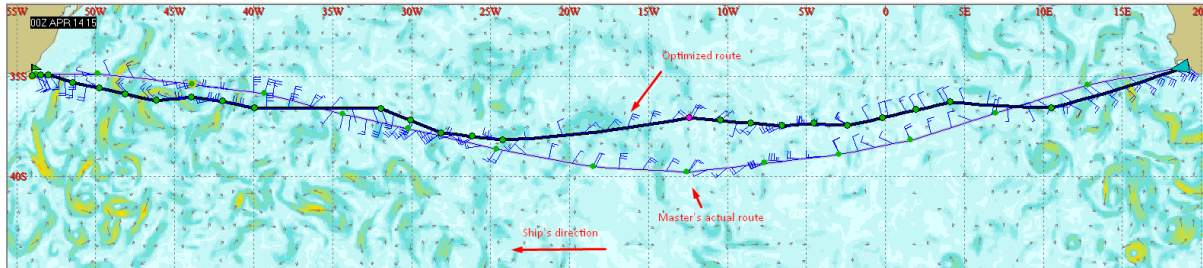 55W 50W 45W 40W 35W 30W 25W 20W 15W 10W 5W 0 5E 10E 15E 20
00Z APR 14 15
Optimized route
35S
40S
Master's actual route
Ship's direction